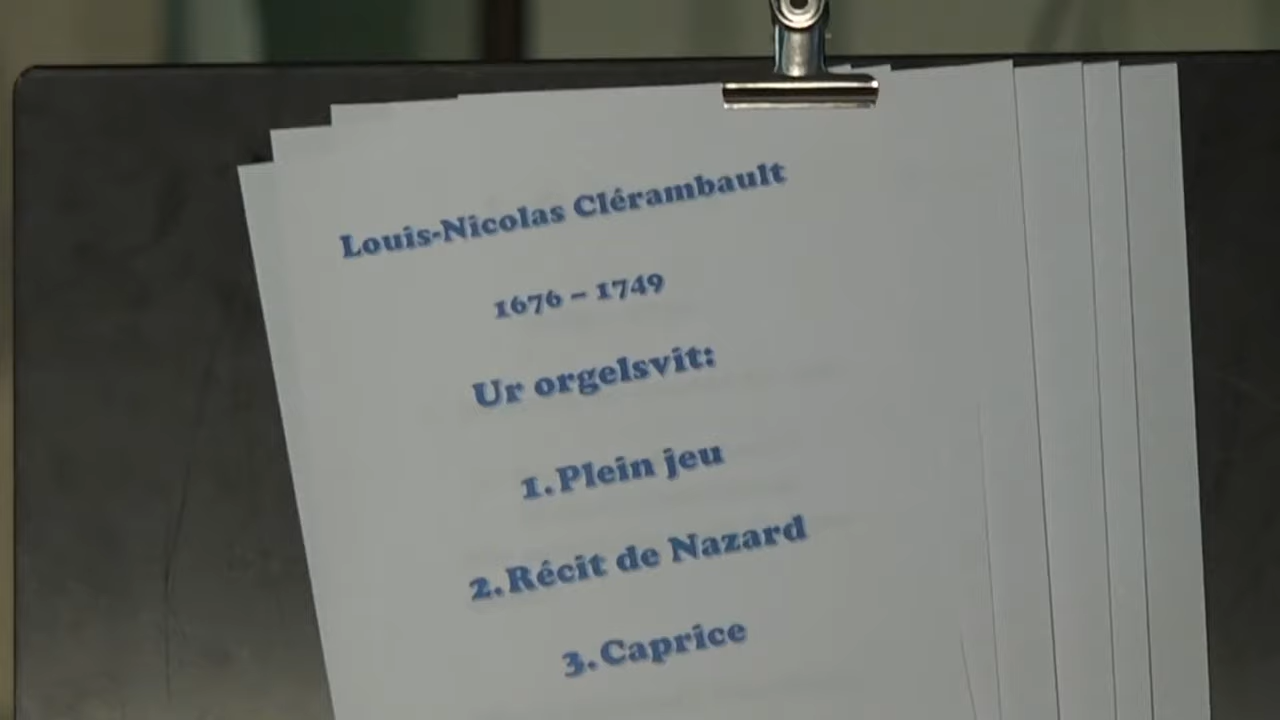 Louis-Nicolas Clérambault
1676 – 1749
Ur orgelsvit:
1. Plein jeu
2. Récit de Nazard
3. Caprice